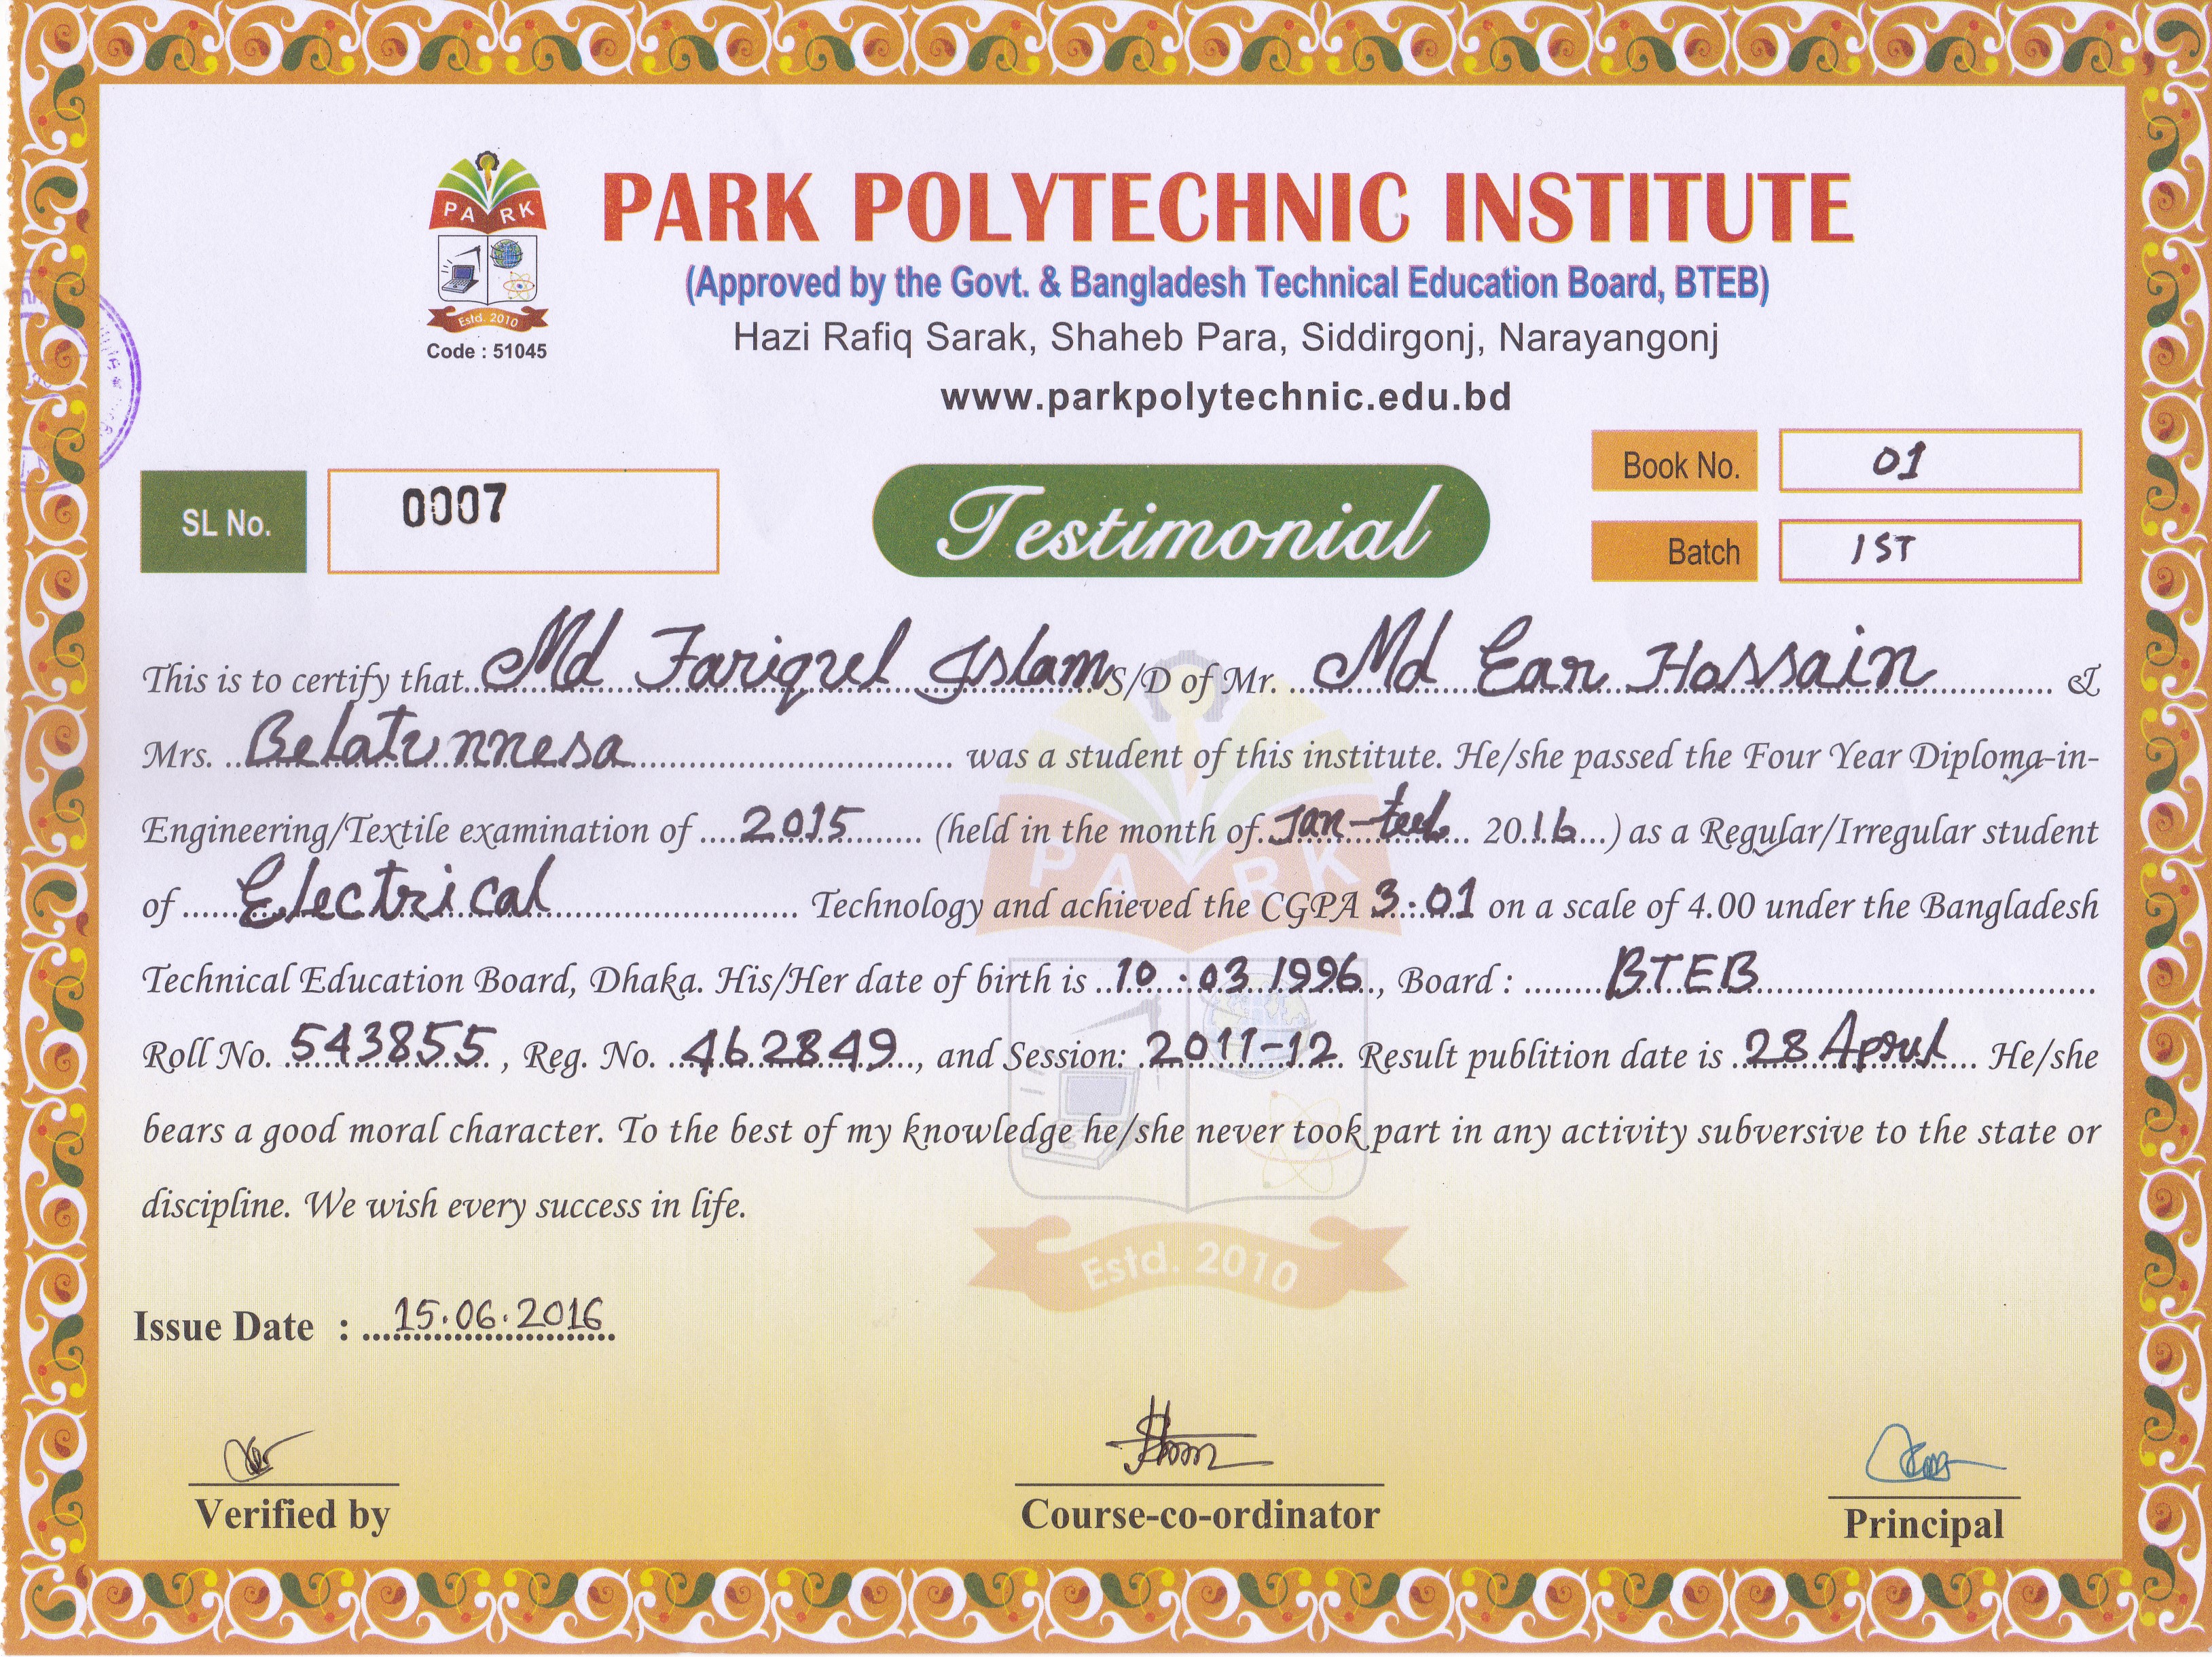 PARK
Estd. 2010
Code : 51045
PARK POLYTECHNIC INSTITUTE
(Approved by the Govt. & Bangladesh Technical Education Board, BTEB)
Hazi Rafiq Sarak, Shaheb Para, Siddirgonj, Narayangonj
www.parkpolytechnic.edu.bd
SL No. 0007
Testimonial
Book No. 01
Batch 1ST
This is to certify that Md Fariqul Islam S/D of Mr. Md Ear Hossain &
Mrs. Belatunnesa was a student of this institute. He/she passed the Four Year Diploma-in-
Engineering/Textile examination of 2015 (held in the month of Jan- 2016) as a Regular/Irregular student
of Electrical Technology and achieved the CGPA 3.01 on a scale of 4.00 under the Bangladesh
Technical Education Board, Dhaka. His/Her date of birth is 10.03.1996, Board : BTEB
Roll No. 543855, Reg. No. 462849, and Session: 2011-12 Result publition date is 28 April He/she
bears a good moral character. To the best of my knowledge he/she never took part in any activity subversive to the state or
discipline. We wish every success in life.
PARK
Estd. 2010
Issue Date : 15.06.2016
Verified by
Course-co-ordinator
Principal